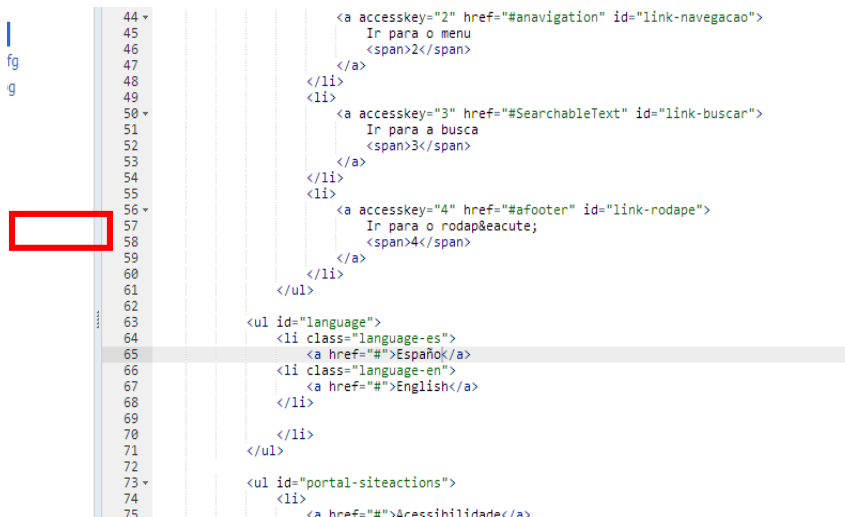 fg
g
44 <a accesskey="2" href="#anavigation" id="link-navegacao">
45 Ir para o menu
46 <span>2</span>
47 </a>
48 </li>
49 <li>
50 <a accesskey="3" href="#SearchableText" id="link-buscar">
51 Ir para a busca
52 <span>3</span>
53 </a>
54 </li>
55 <li>
56 <a accesskey="4" href="#afooter" id="link-rodape">
57 Ir para o rodap&eacute;
58 <span>4</span>
59 </a>
60 </li>
61 </ul>
62
63 <ul id="language">
64 <li class="language-es">
65 <a href="#">Españo</a>
66 <li class="language-en">
67 <a href="#">English</a>
68 </li>
69
70 </li>
71 </ul>
72
73 <ul id="portal-siteactions">
74 <li>
75 <a href="#">Acessibilidade</a>